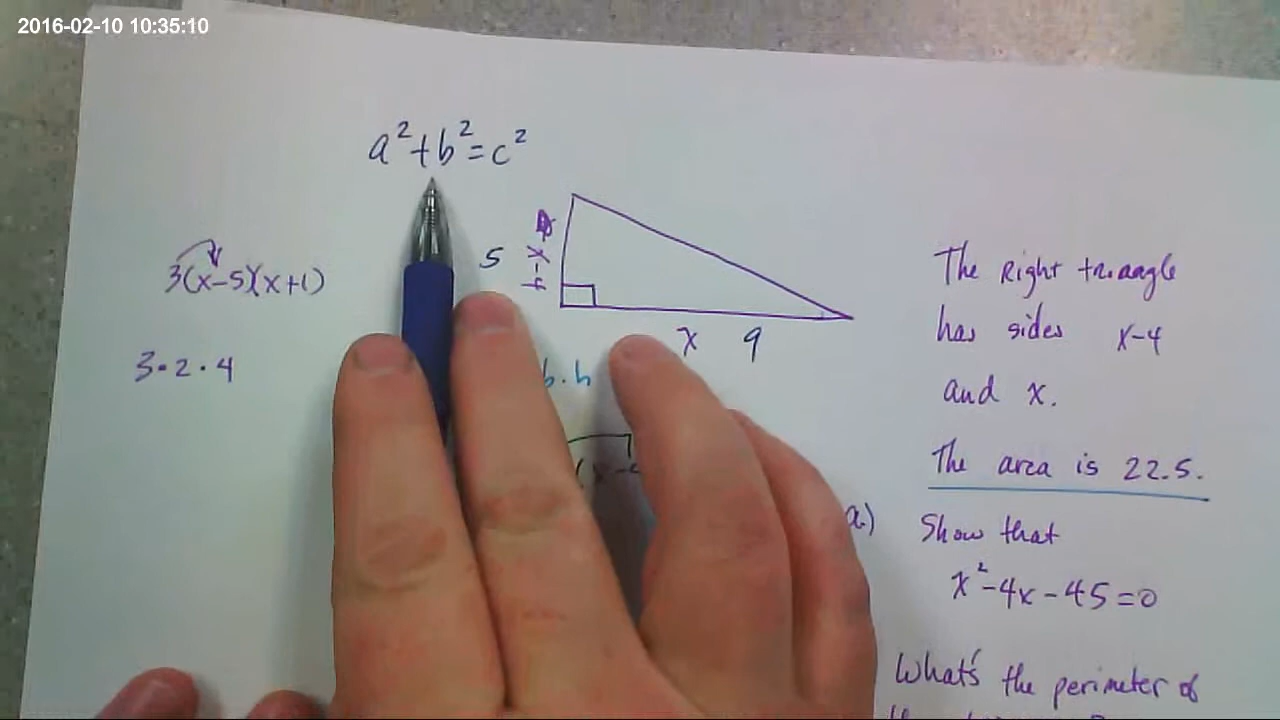 2016-02-10 10:35:10
a²+b²=c²
3(x-5)(x+1)
3•2•4
5
x-4
x 9
b.h
(x-
The Right triangle
has sides x-4
and x.
The area is 22.5.
a.) Show that
x²-4x-45=0
What's the perimeter of